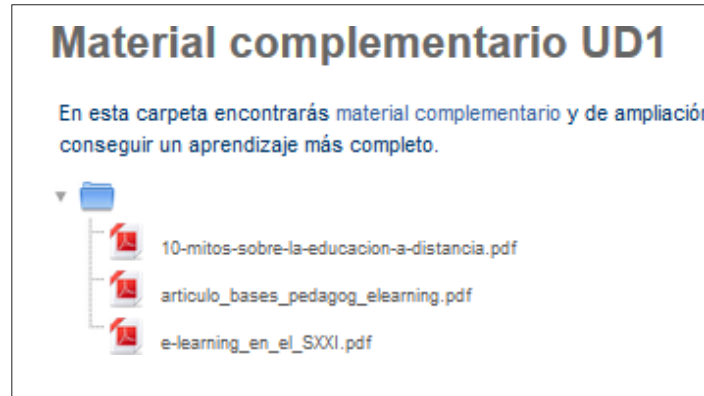 Material complementario UD1
En esta carpeta encontrarás material complementario y de ampliación
conseguir un aprendizaje más completo.
10-mitos-sobre-la-educacion-a-distancia.pdf
articulo_bases_pedagog_elearning.pdf
e-learning_en_el_SXXI.pdf